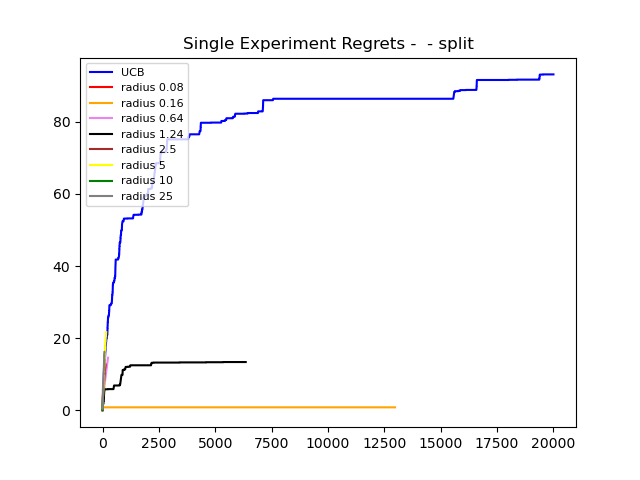 Single Experiment Regrets -  - split
UCB
radius 0.08
radius 0.16
radius 0.64
radius 1.24
radius 2.5
radius 5
radius 10
radius 25
80
60
40
20
0
0 2500 5000 7500 10000 12500 15000 17500 20000